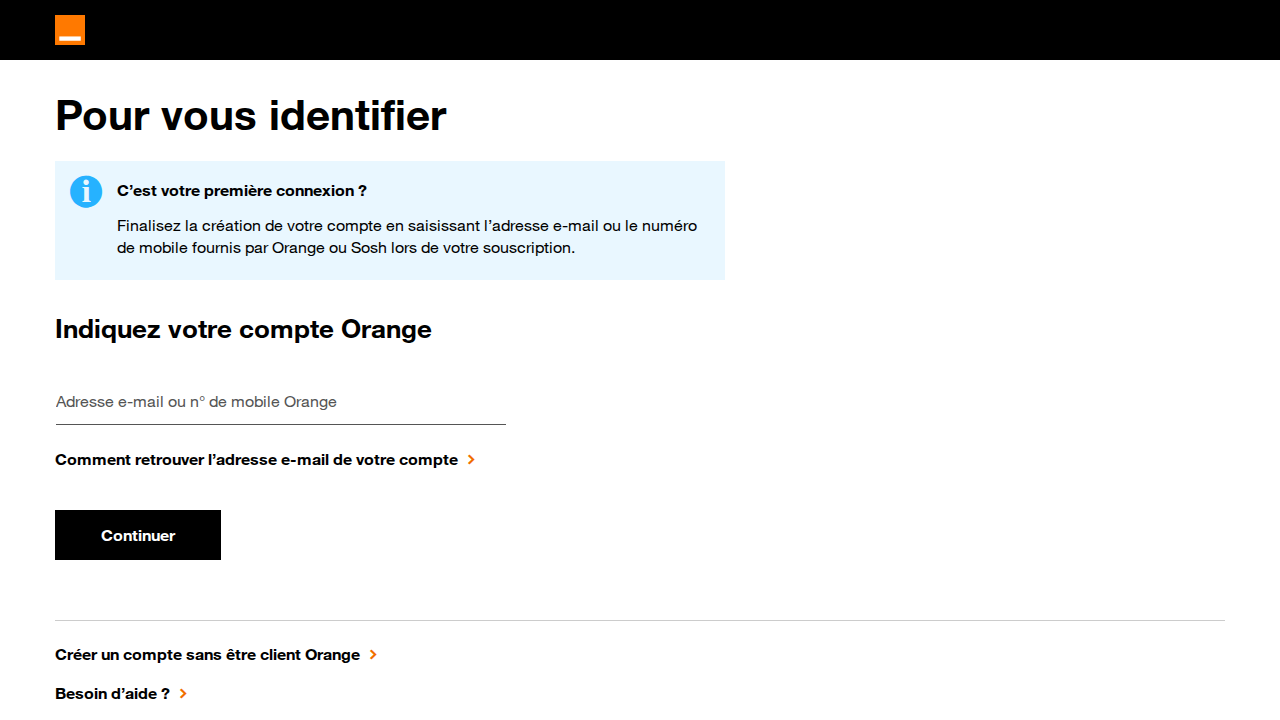 Pour vous identifier
C’est votre première connexion ?
Finalisez la création de votre compte en saisissant l’adresse e-mail ou le numéro
de mobile fournis par Orange ou Sosh lors de votre souscription.
Indiquez votre compte Orange
Adresse e-mail ou n° de mobile Orange
Comment retrouver l’adresse e-mail de votre compte
Continuer
Créer un compte sans être client Orange
Besoin d’aide ?